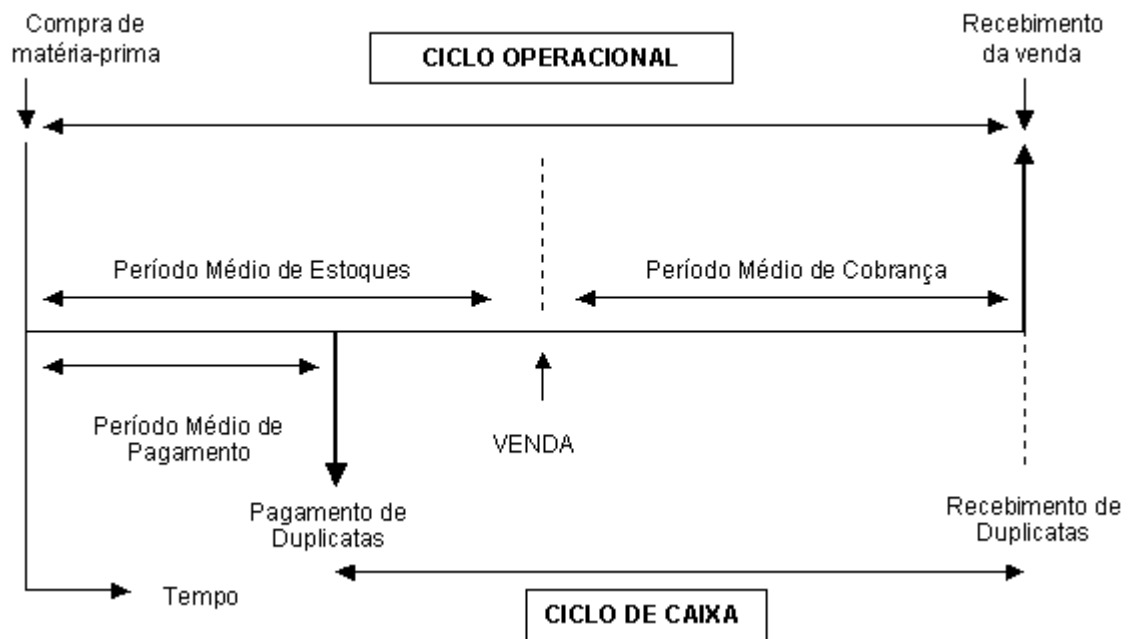 Compra de
matéria-prima
CICLO OPERACIONAL
Recebimento
da venda
Período Médio de Estoques
Período Médio de Cobrança
Período Médio de
Pagamento
VENDA
Pagamento de
Duplicatas
Recebimento de
Duplicatas
Tempo
CICLO DE CAIXA